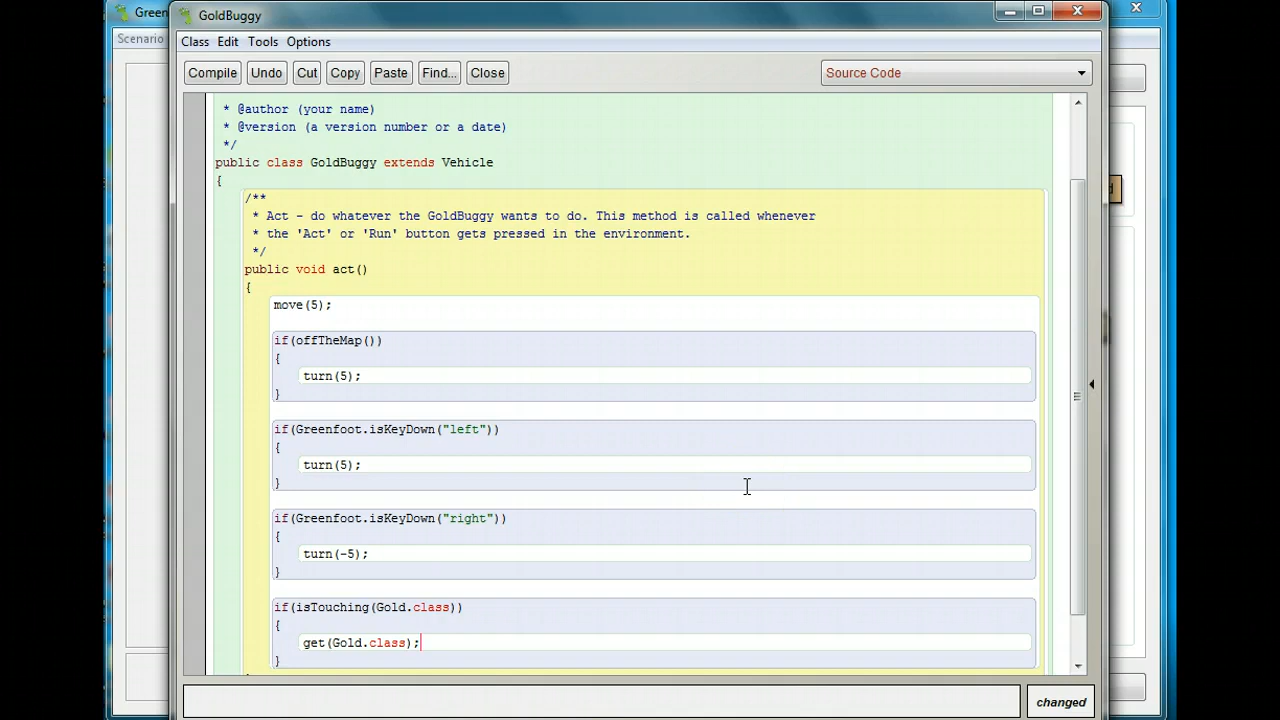 Green
GoldBuggy
Scenario
Class Edit Tools Options
Compile Undo Cut Copy Paste Find... Close Source Code
* @author (your name)
* @version (a version number or a date)
*/
public class GoldBuggy extends Vehicle
{
/**
* Act - do whatever the GoldBuggy wants to do. This method is called whenever
* the 'Act' or 'Run' button gets pressed in the environment.
*/
public void act()
{
move(5);
if(offTheMap())
{
turn(5);
}
if(Greenfoot.isKeyDown("left"))
{
turn(5);
}
if(Greenfoot.isKeyDown("right"))
{
turn(-5);
}
if(isTouching(Gold.class))
{
get(Gold.class);
}
changed